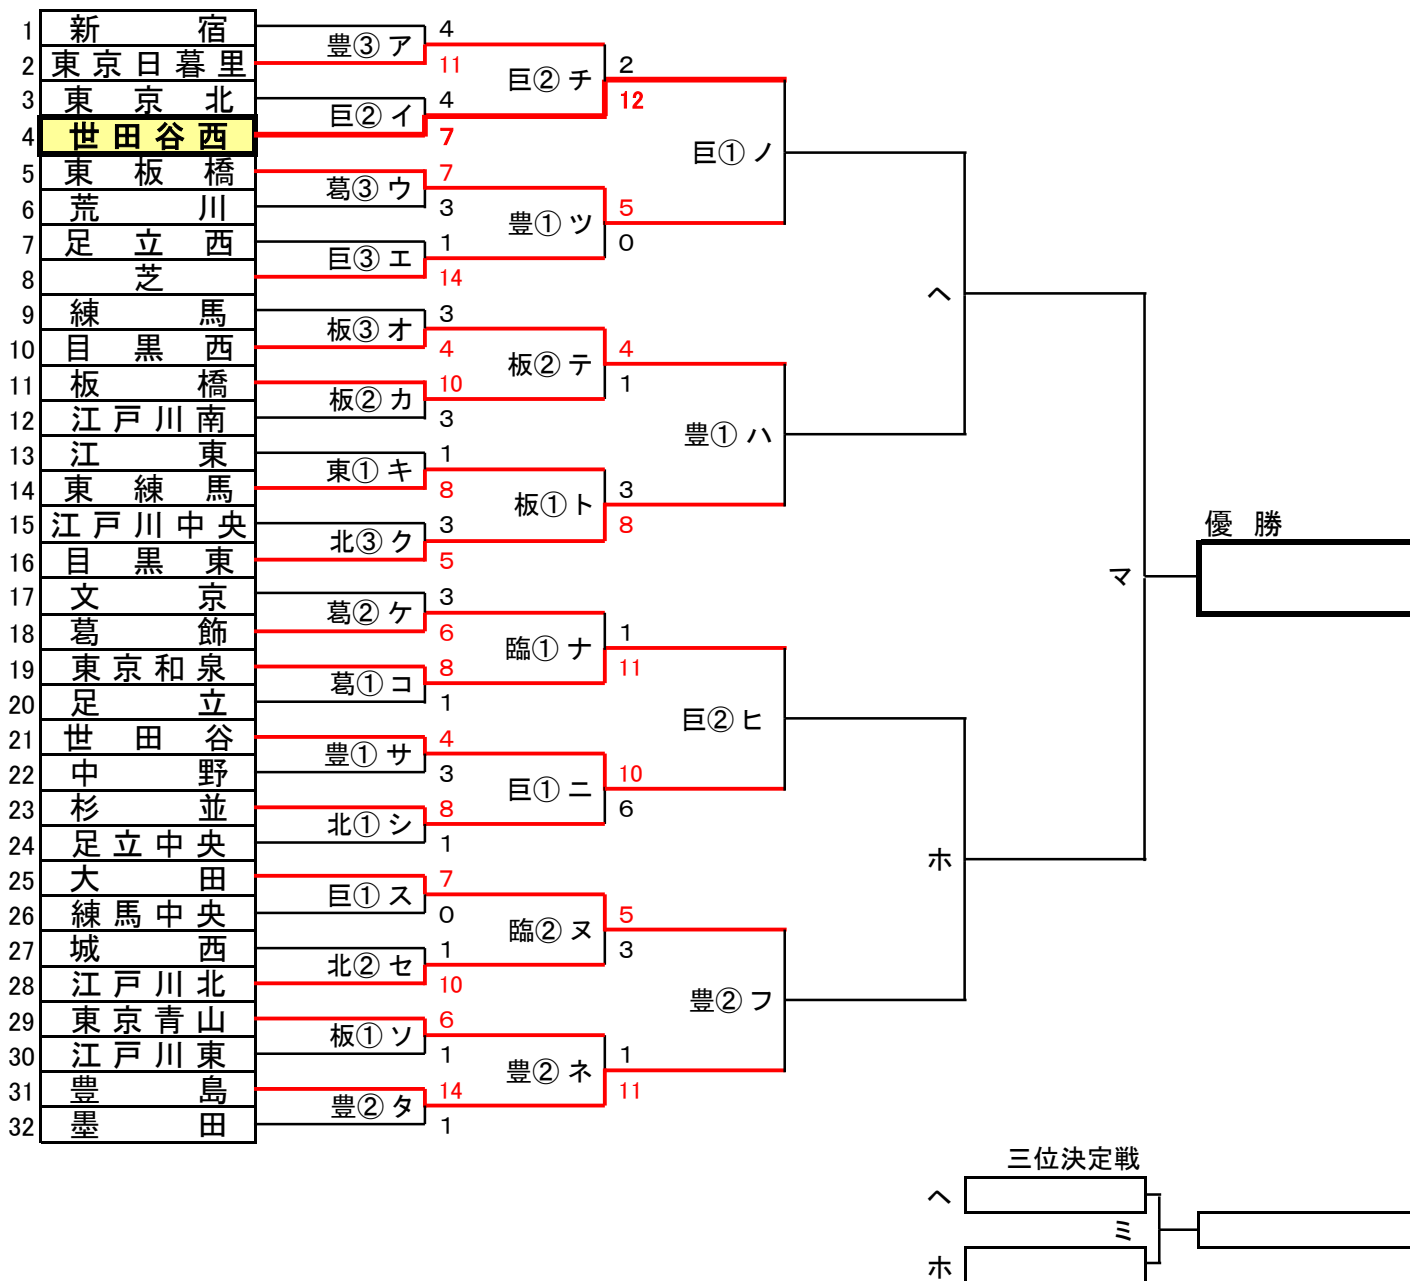 1 新宿
2 東京日暮里
3 東京北
4 世田谷西
5 東板橋
6 荒川
7 足立西
8 芝
9 練馬
10 目黒西
11 板橋
12 江戸川南
13 江東
14 東練馬
15 江戸川中央
16 目黒東
17 文京
18 葛飾
19 東京和泉
20 足立
21 世田谷
22 中野
23 杉並
24 足立中央
25 大田
26 練馬中央
27 城西
28 江戸川北
29 東京青山
30 江戸川東
31 豊島
32 墨田
豊③ ア
4
11
巨② イ
4
7
葛③ ウ
7
3
巨③ エ
1
14
板③ オ
3
4
板② カ
10
3
東① キ
1
8
北③ ク
3
5
葛② ケ
3
6
葛① コ
8
1
豊① サ
4
3
北① シ
8
1
巨① ス
7
0
北② セ
1
10
板① ソ
6
1
豊② タ
14
1
巨② チ
2
12
豊① ツ
5
0
板② テ
4
1
板① ト
3
8
臨① ナ
1
11
巨① ニ
10
6
臨② ヌ
5
3
豊② ネ
1
11
巨① ノ
豊① ハ
巨② ヒ
豊② フ
ヘ
ホ
マ
優勝
三位決定戦
ヘ
ミ
ホ